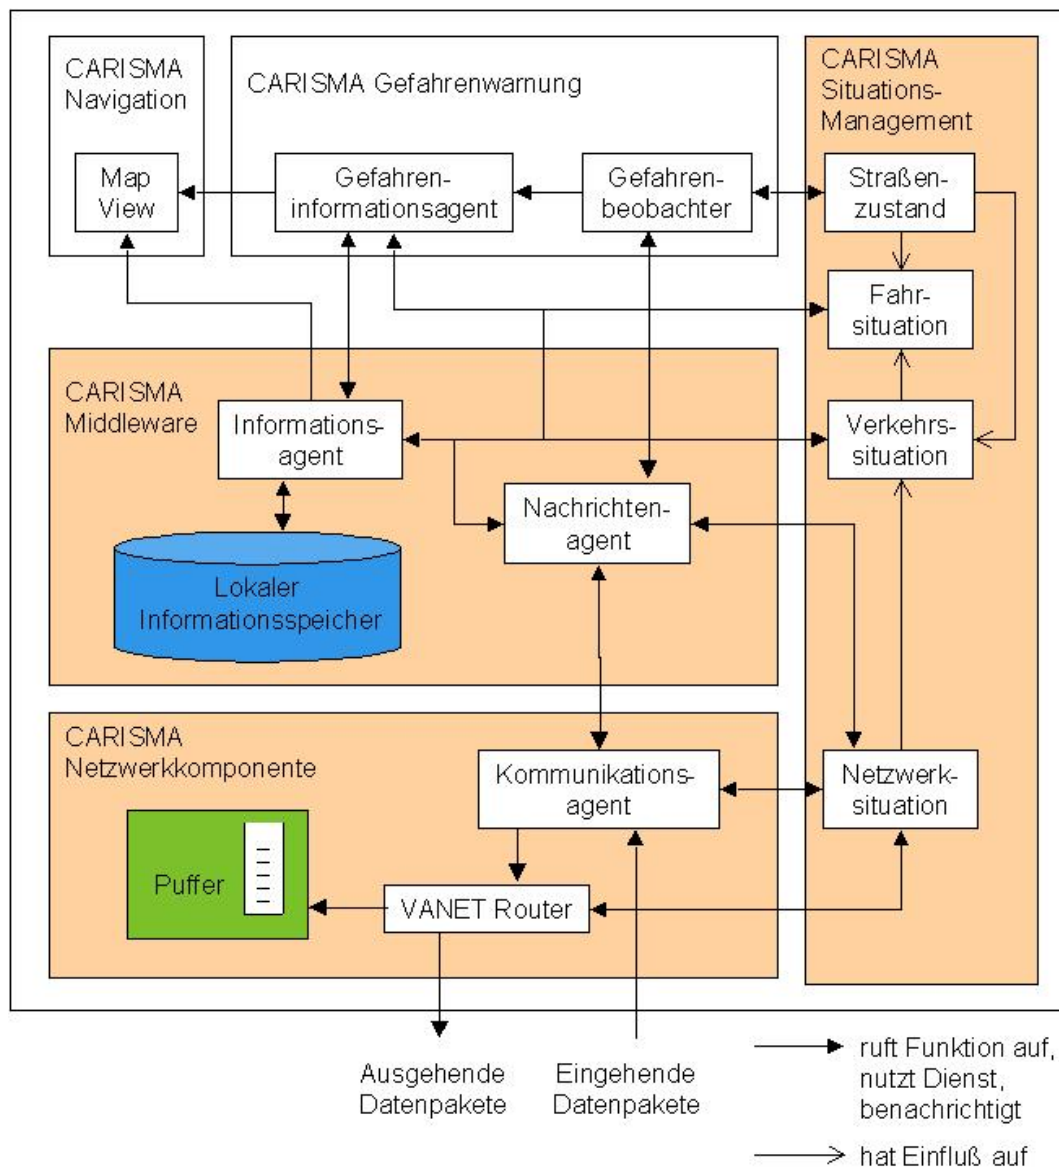 CARISMA
Navigation
CARISMA Gefahrenwarnung
CARISMA
Situations-
Management
Map
View
Gefahren-
informationsagent
Gefahren-
beobachter
Straßen-
zustand
Fahr-
situation
CARISMA
Middleware
Informations-
agent
Verkehrs-
situation
Nachrichten-
agent
Lokaler
Informationsspeicher
CARISMA
Netzwerkkomponente
Kommunikations-
agent
Netzwerk-
situation
Puffer
VANET Router
Ausgehende
Datenpakete
Eingehende
Datenpakete
ruft Funktion auf,
nutzt Dienst,
benachrichtigt
hat Einfluß auf